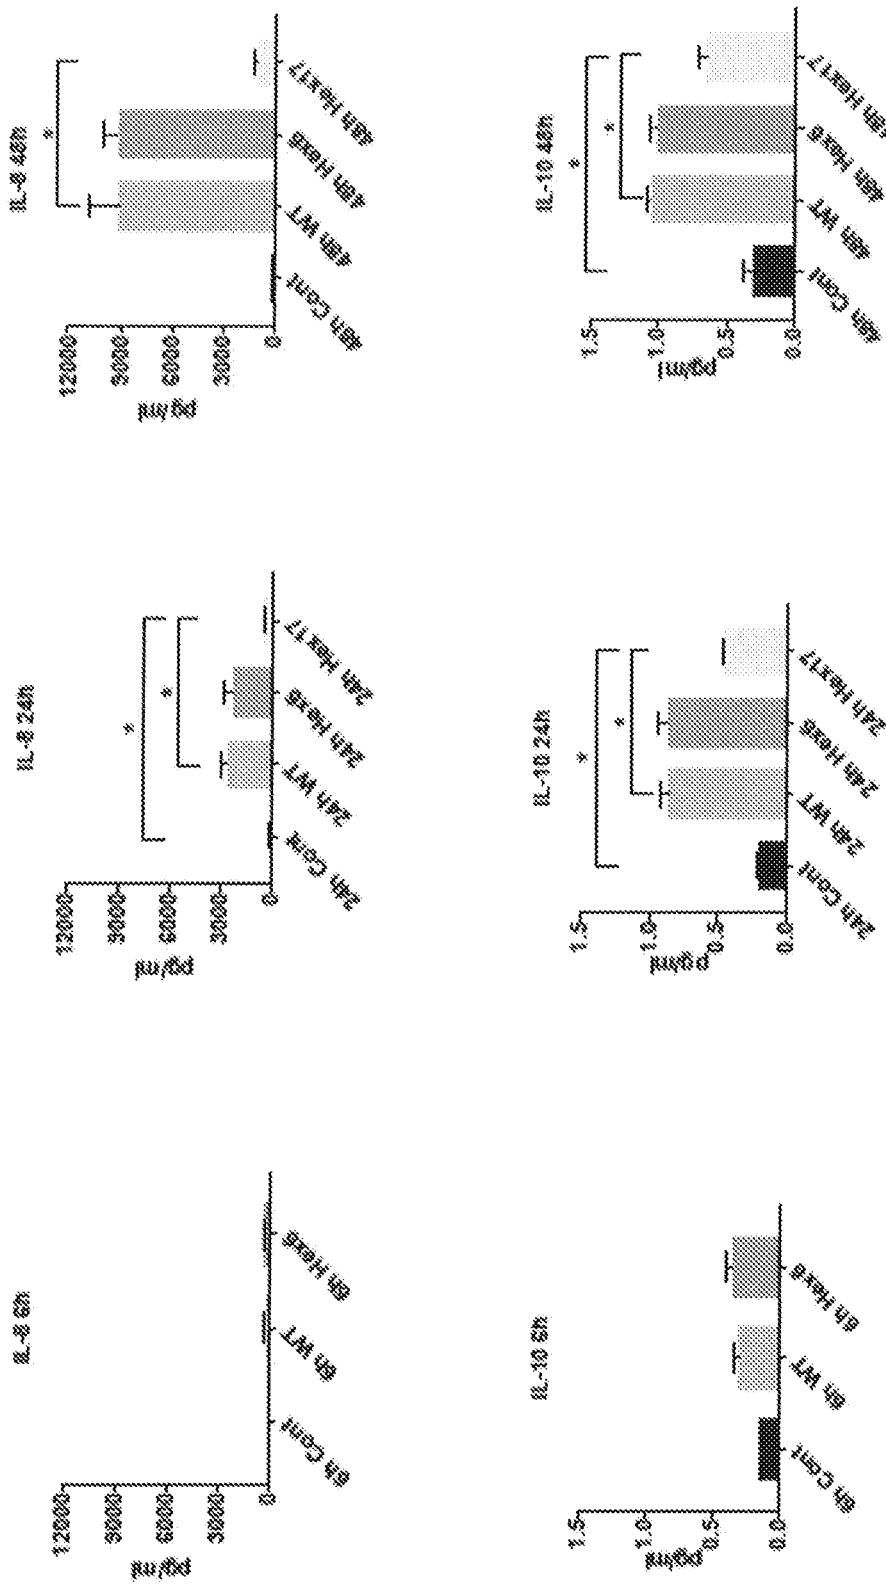 IL-8 6h
12000
9000
6000
3000
0
pg/ml
6h Cont
6h WT
6h Hex6
IL-8 24h
12000
9000
6000
3000
0
pg/ml
*
*
24h Cont
24h WT
24h Hex6
24h Hex17
IL-8 48h
12000
9000
6000
3000
0
pg/ml
*
48h Cont
48h WT
48h Hex6
48h Hex17
IL-10 6h
1.5
1.0
0.5
0.0
pg/ml
6h Cont
6h WT
6h Hex6
IL-10 24h
1.5
1.0
0.5
0.0
pg/ml
*
*
24h Cont
24h WT
24h Hex6
24h Hex17
IL-10 48h
1.5
1.0
0.5
0.0
pg/ml
*
*
48h Cont
48h WT
48h Hex6
48h Hex17